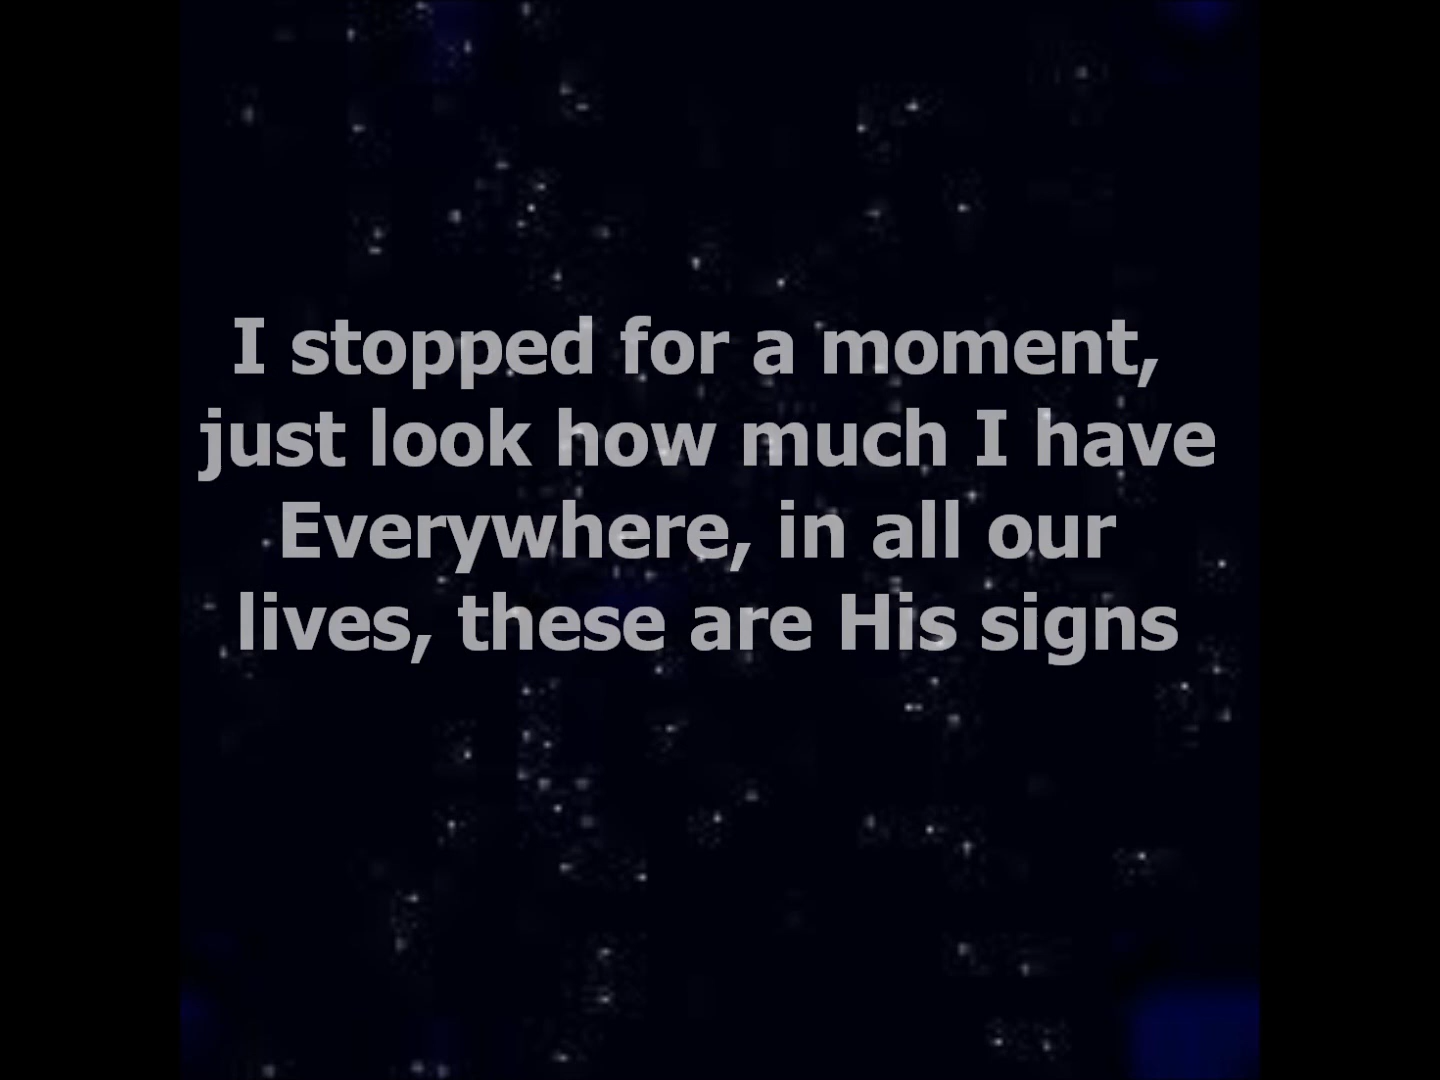 I stopped for a moment,
just look how much I have
Everywhere, in all our
lives, these are His signs